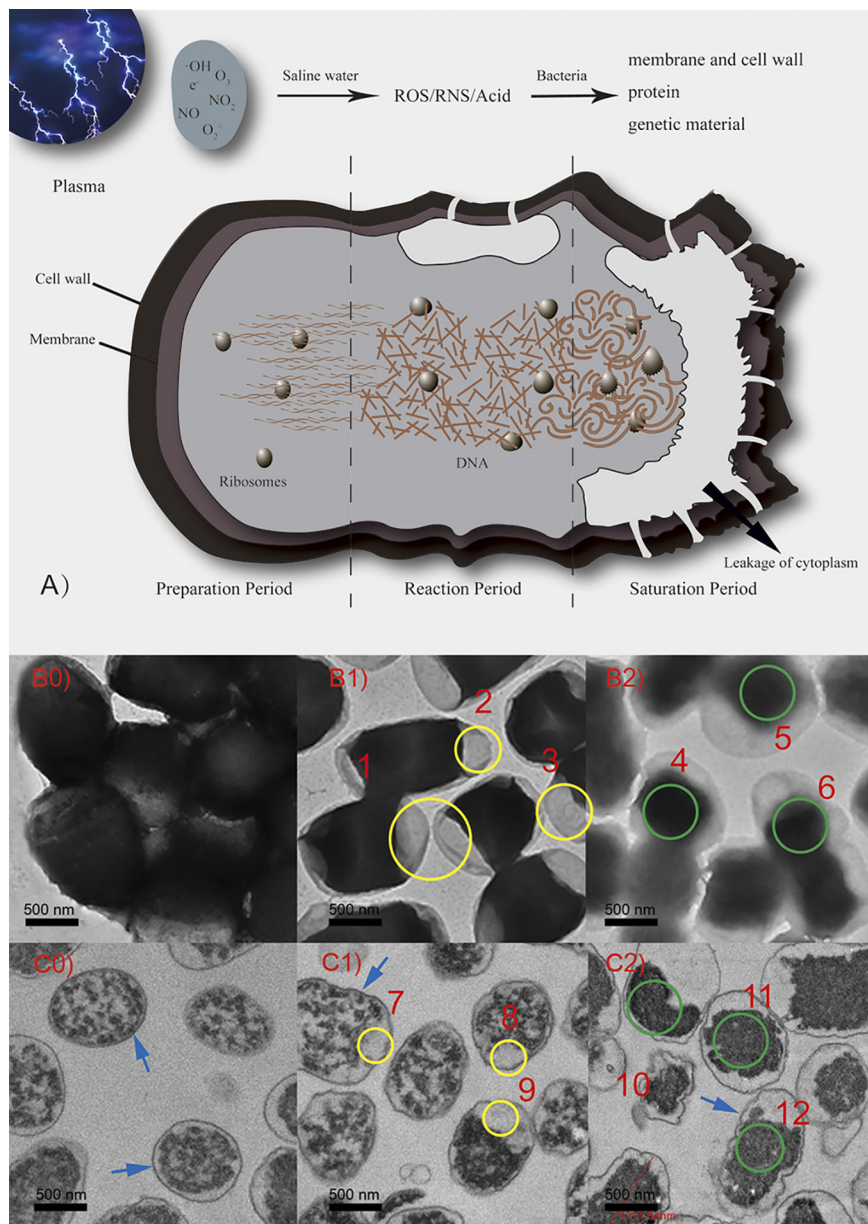 ·OH
O3
e-
NO2
NO
O2+
Saline water
ROS/RNS/Acid
Bacteria
membrane and cell wall
protein
genetic material
Plasma
Cell wall
Membrane
Ribosomes
DNA
Leakage of cytoplasm
A)
Preparation Period
Reaction Period
Saturation Period
B0)
500 nm
B1)
1
2
3
500 nm
B2)
4
5
6
500 nm
C0)
500 nm
C1)
7
8
9
500 nm
C2)
10
11
12
500 nm